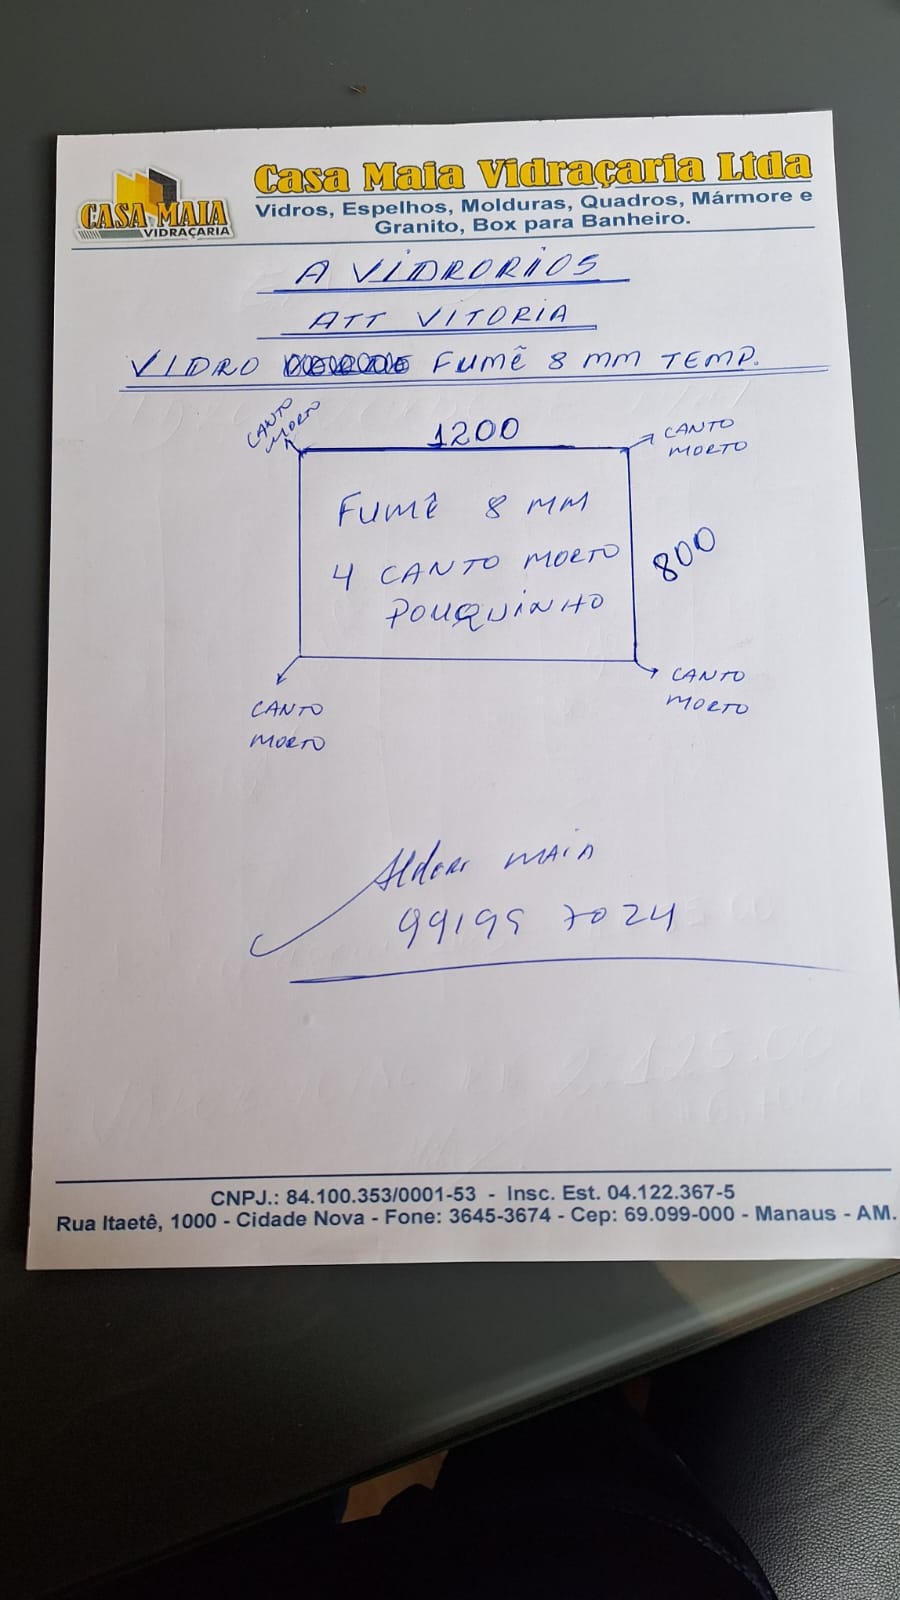 CASA MAIA
VIDRAÇARIA
Casa Maia Vidraçaria Ltda
Vidros, Espelhos, Molduras, Quadros, Mármore e
Granito, Box para Banheiro.
A VIDRORIOS
ATT VITORIA
VIDRO FUMÊ 8 MM TEMP.
CANTO
MORTO
1200
CANTO
MORTO
FUMÊ 8 MM
4 CANTO MORTO
POUQUINHO
800
CANTO
MORTO
CANTO
MORTO
MAIA
99195 7024
CNPJ.: 84.100.353/0001-53 - Insc. Est. 04.122.367-5
Rua Itaetê, 1000 - Cidade Nova - Fone: 3645-3674 - Cep: 69.099-000 - Manaus - AM.